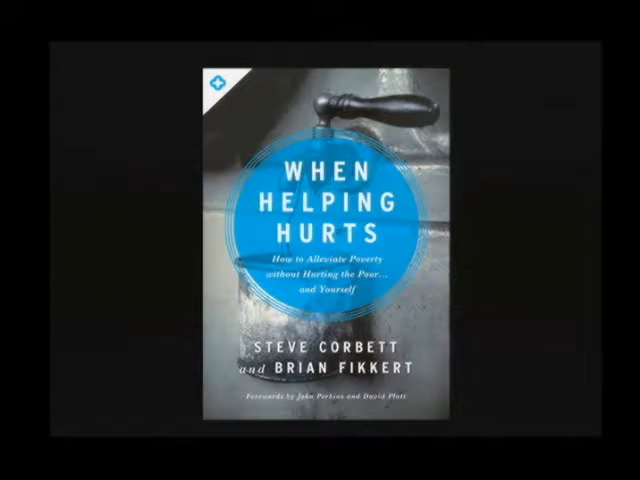 WHEN
HELPING
HURTS
How to Alleviate Poverty
without Hurting the Poor...
and Yourself
STEVE CORBETT
and BRIAN FIKKERT
Forewords by John Perkins and David Platt